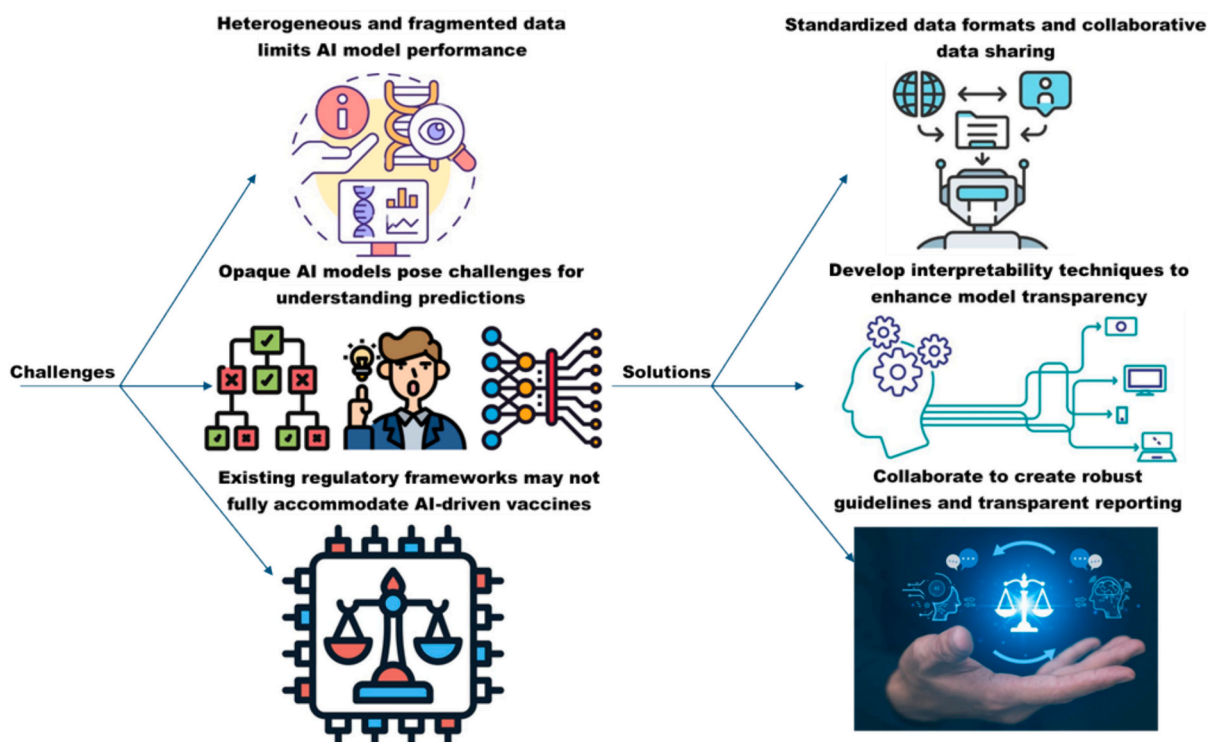 Heterogeneous and fragmented data
limits AI model performance
Opaque AI models pose challenges for
understanding predictions
Challenges
Existing regulatory frameworks may not
fully accommodate AI-driven vaccines
Standardized data formats and collaborative
data sharing
Develop interpretability techniques to
enhance model transparency
Solutions
Collaborate to create robust
guidelines and transparent reporting